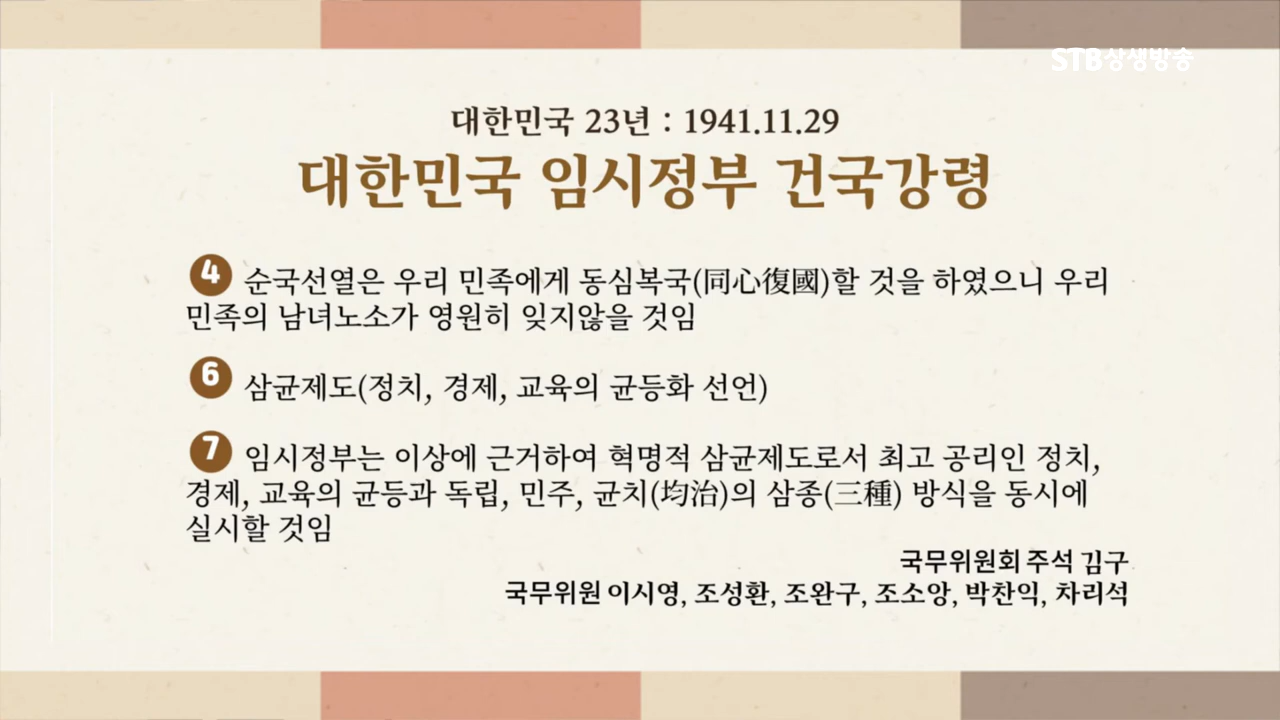 STB상생방송
대한민국 23년 : 1941.11.29
대한민국 임시정부 건국강령
4 순국선열은 우리 민족에게 동심복국(同心復國)할 것을 하였으니 우리
민족의 남녀노소가 영원히 잊지않을 것임
6 삼균제도(정치, 경제, 교육의 균등화 선언)
7 임시정부는 이상에 근거하여 혁명적 삼균제도로서 최고 공리인 정치,
경제, 교육의 균등과 독립, 민주, 균치(均治)의 삼종(三種) 방식을 동시에
실시할 것임
국무위원회 주석 김구
국무위원 이시영, 조성환, 조완구, 조소앙, 박찬익, 차리석